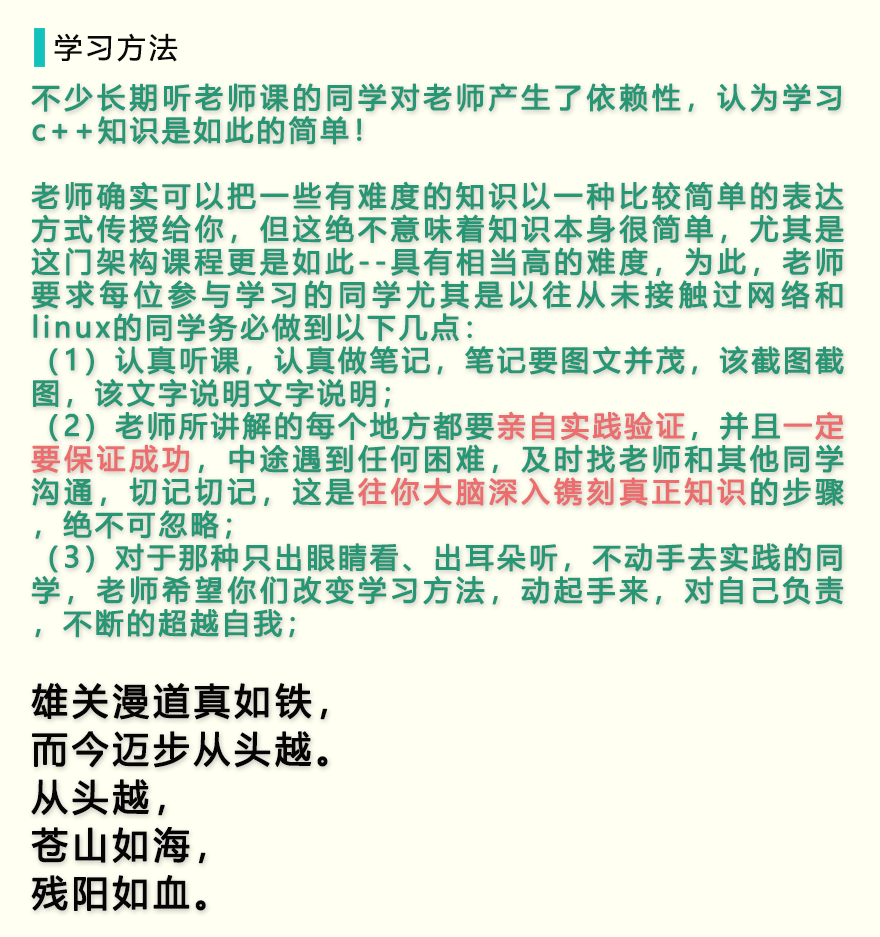 学习方法
不少长期听老师课的同学对老师产生了依赖性，认为学习
c++知识是如此的简单！
老师确实可以把一些有难度的知识以一种比较简单的表达
方式传授给你，但这绝不意味着知识本身很简单，尤其是
这门架构课程更是如此--具有相当高的难度，为此，老师
要求每位参与学习的同学尤其是以往从未接触过网络和
linux的同学务必做到以下几点：
（1）认真听课，认真做笔记，笔记要图文并茂，该截图截
图，该文字说明文字说明；
（2）老师所讲解的每个地方都要亲自实践验证，并且一定
要保证成功，中途遇到任何困难，及时找老师和其他同学
沟通，切记切记，这是往你大脑深入镌刻真正知识的步骤
，绝不可忽略；
（3）对于那种只出眼睛看、出耳朵听，不动手去实践的同
学，老师希望你们改变学习方法，动起手来，对自己负责
，不断的超越自我；
雄关漫道真如铁，
而今迈步从头越。
从头越，
苍山如海，
残阳如血。